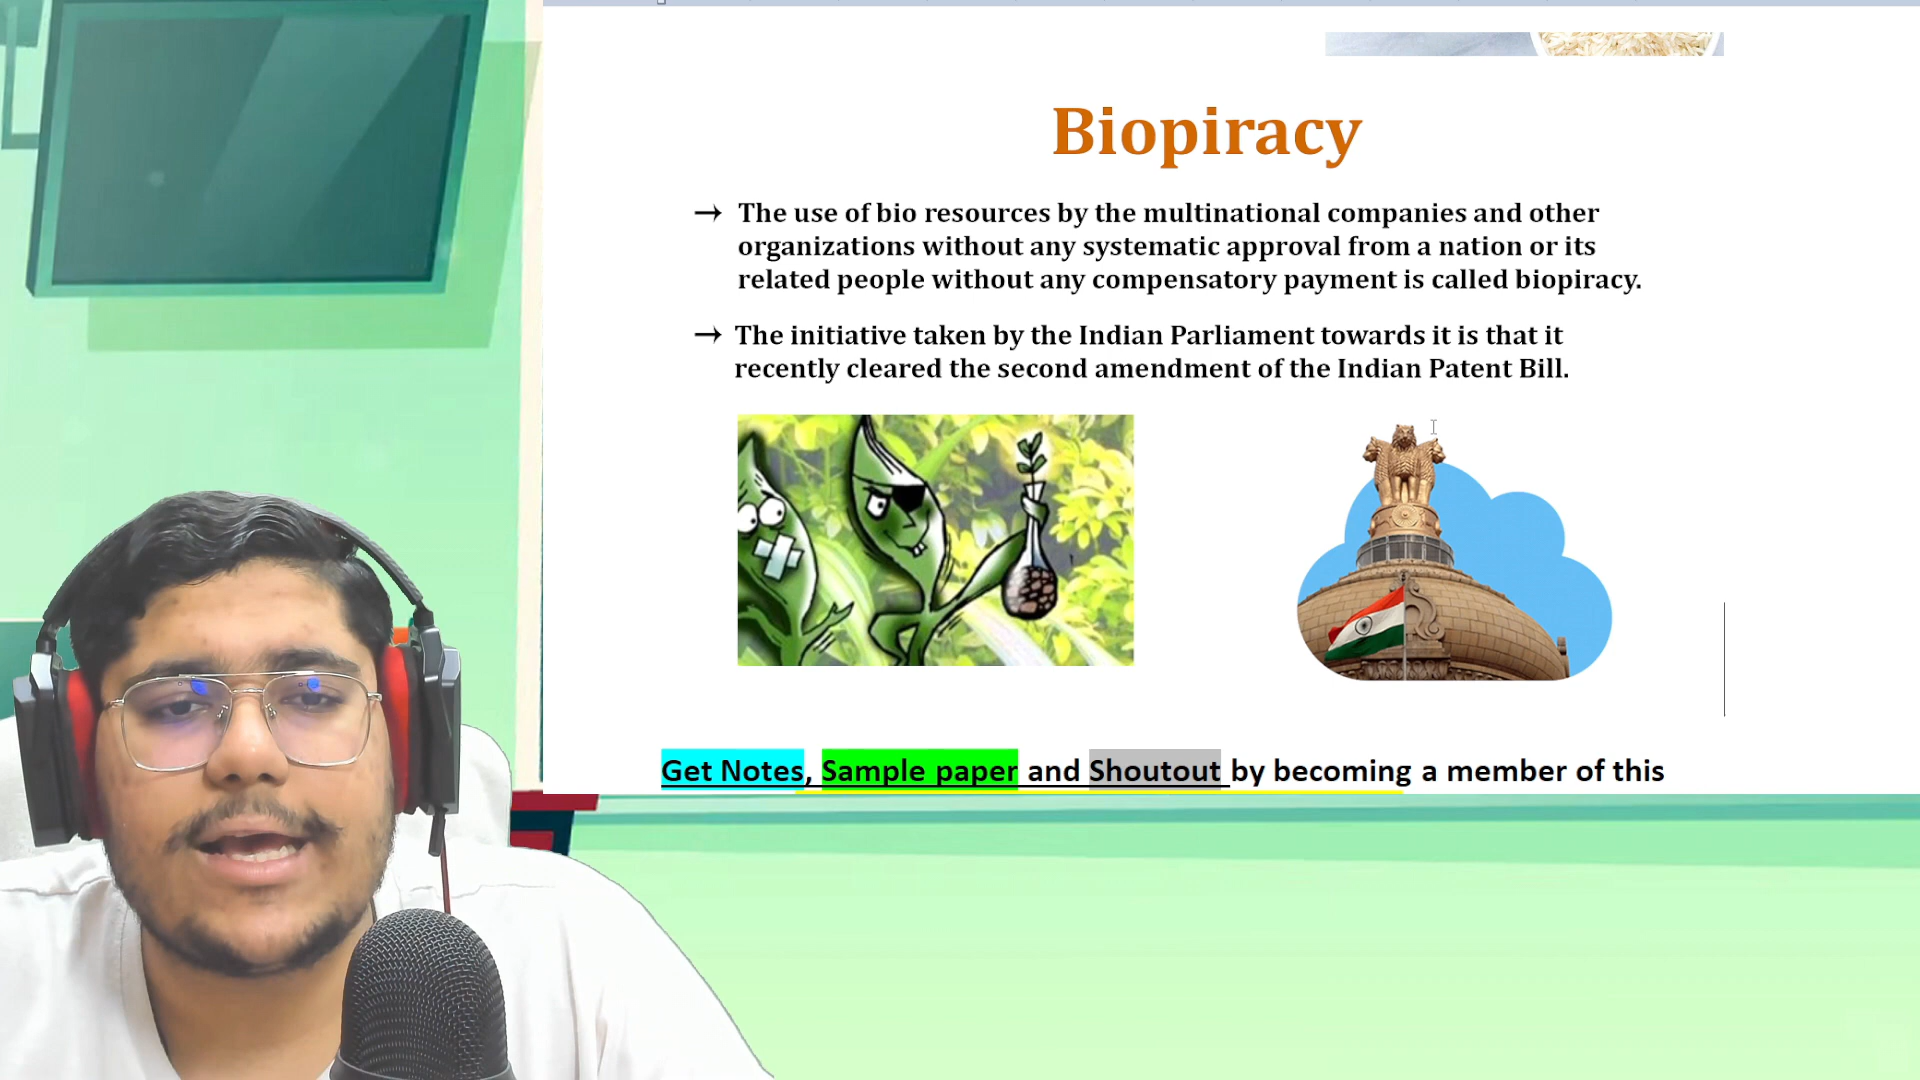 Biopiracy
→ The use of bio resources by the multinational companies and other
organizations without any systematic approval from a nation or its
related people without any compensatory payment is called biopiracy.
→ The initiative taken by the Indian Parliament towards it is that it
recently cleared the second amendment of the Indian Patent Bill.
Get Notes, Sample paper and Shoutout by becoming a member of this